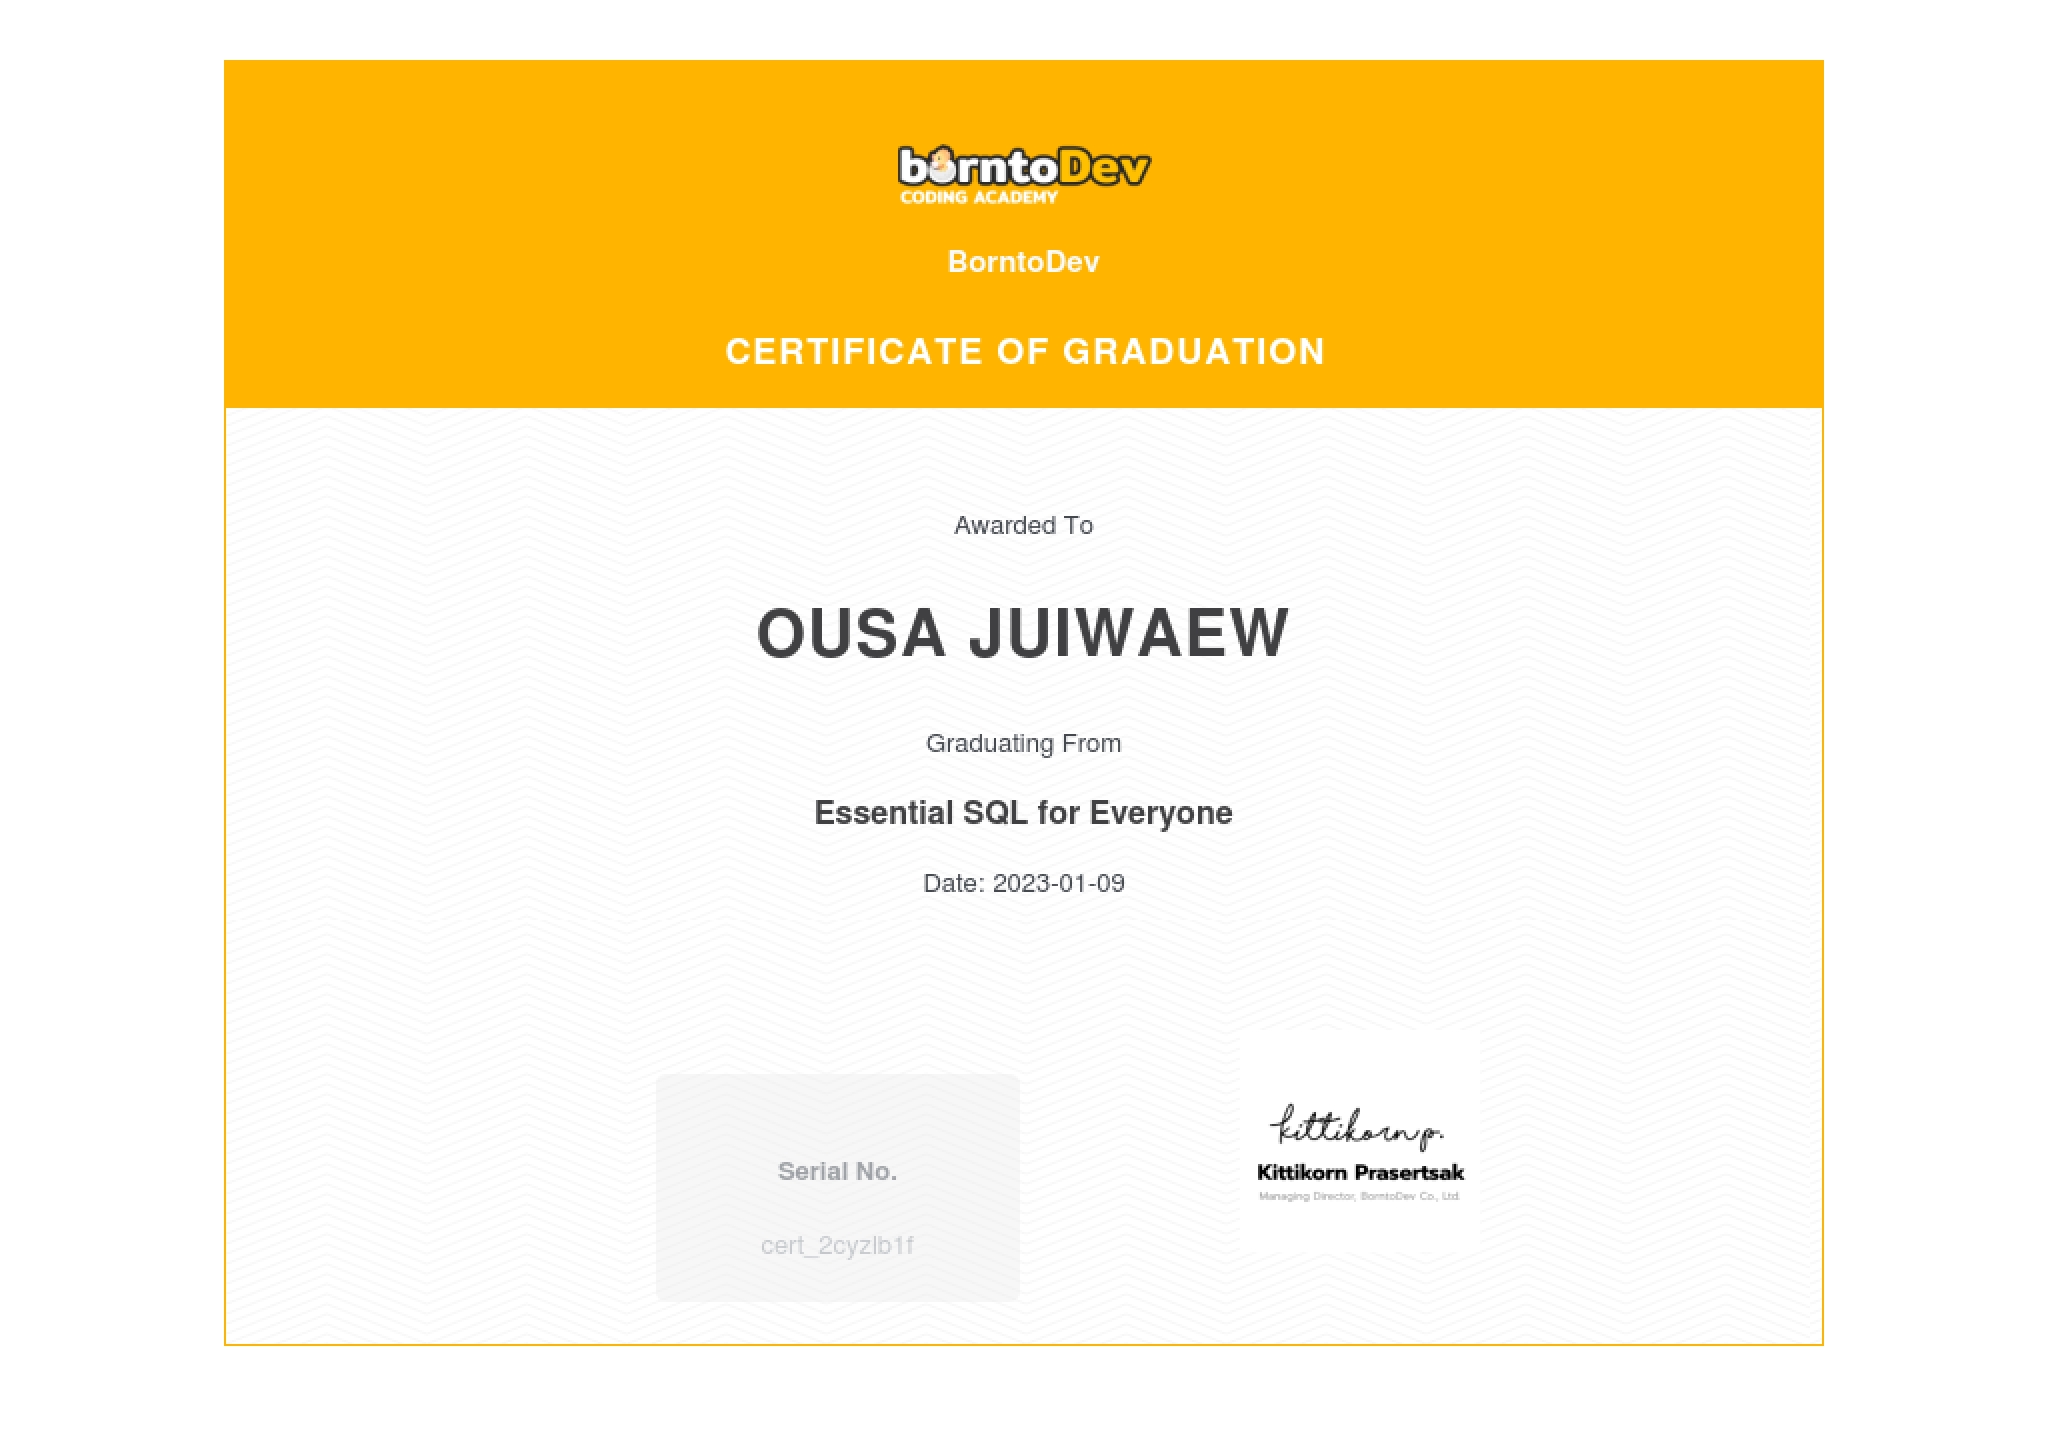 borntoDev
CODING ACADEMY
BorntoDev
CERTIFICATE OF GRADUATION
Awarded To
OUSA JUIWAEW
Graduating From
Essential SQL for Everyone
Date: 2023-01-09
Serial No.
cert_2cyzlb1f
kittikorn p.
Kittikorn Prasertsak
Managing Director, BorntoDev Co., Ltd.